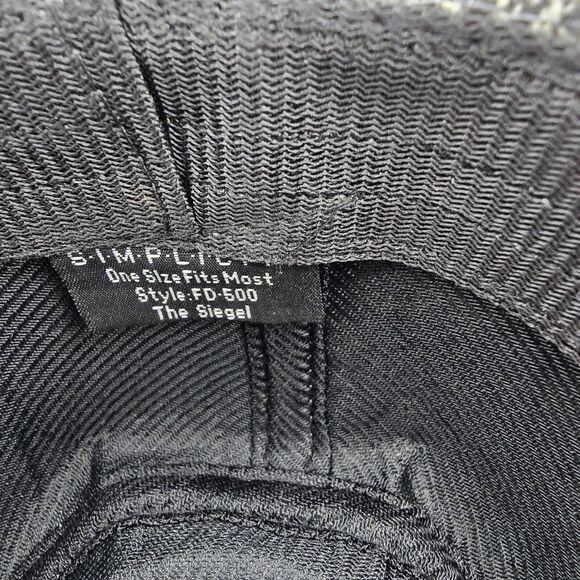 S·I·M·P·L·I·C
One Size Fits Most
Style:FD-500
The Siegel